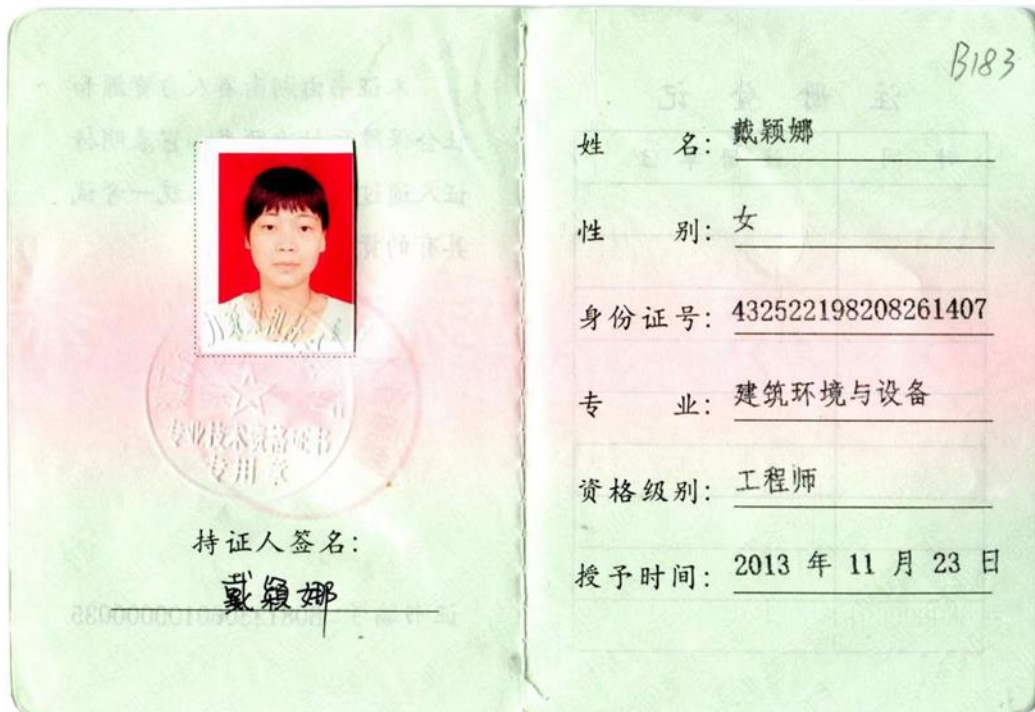 专业技术资格证书
专用章
持证人签名:
戴颖娜
B183
姓 名: 戴颖娜
性 别: 女
身份证号: 432522198208261407
专 业: 建筑环境与设备
资格级别: 工程师
授予时间: 2013 年 11 月 23 日